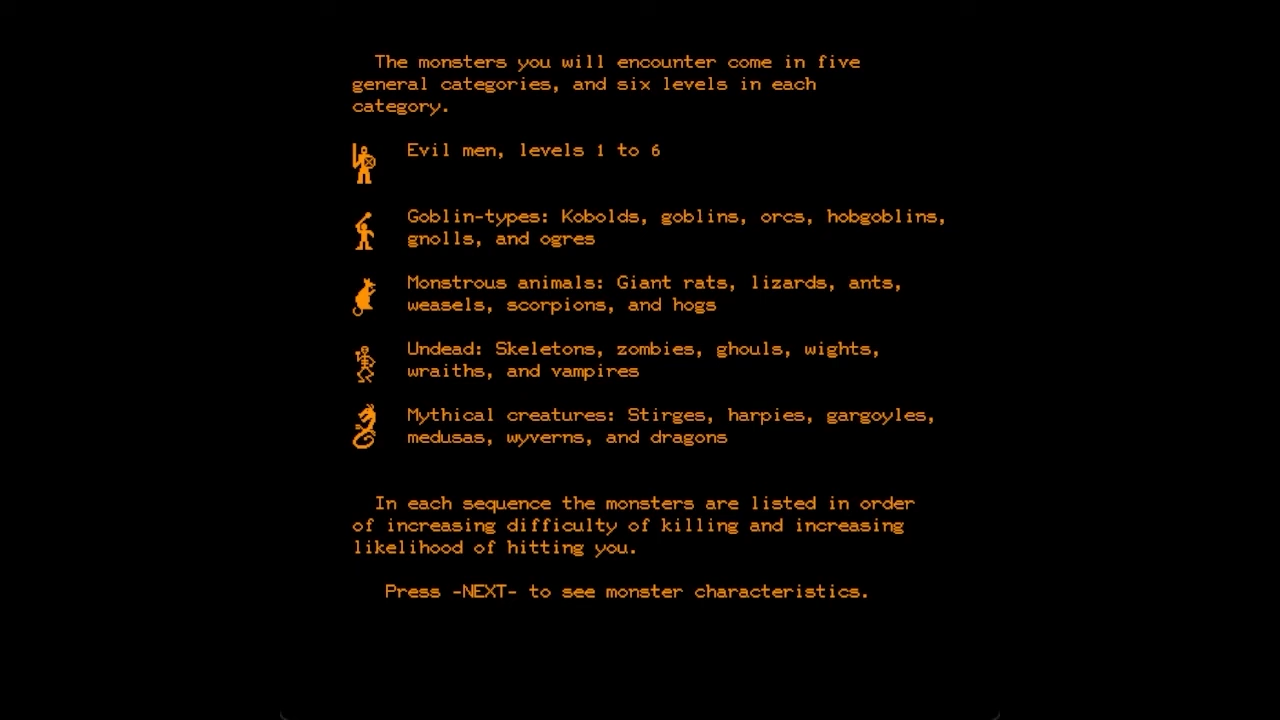 The monsters you will encounter come in five
general categories, and six levels in each
category.
Evil men, levels 1 to 6
Goblin-types: Kobolds, goblins, orcs, hobgoblins,
gnolls, and ogres
Monstrous animals: Giant rats, lizards, ants,
weasels, scorpions, and hogs
Undead: Skeletons, zombies, ghouls, wights,
wraiths, and vampires
Mythical creatures: Stirges, harpies, gargoyles,
medusas, wyverns, and dragons
In each sequence the monsters are listed in order
of increasing difficulty of killing and increasing
likelihood of hitting you.
Press -NEXT- to see monster characteristics.